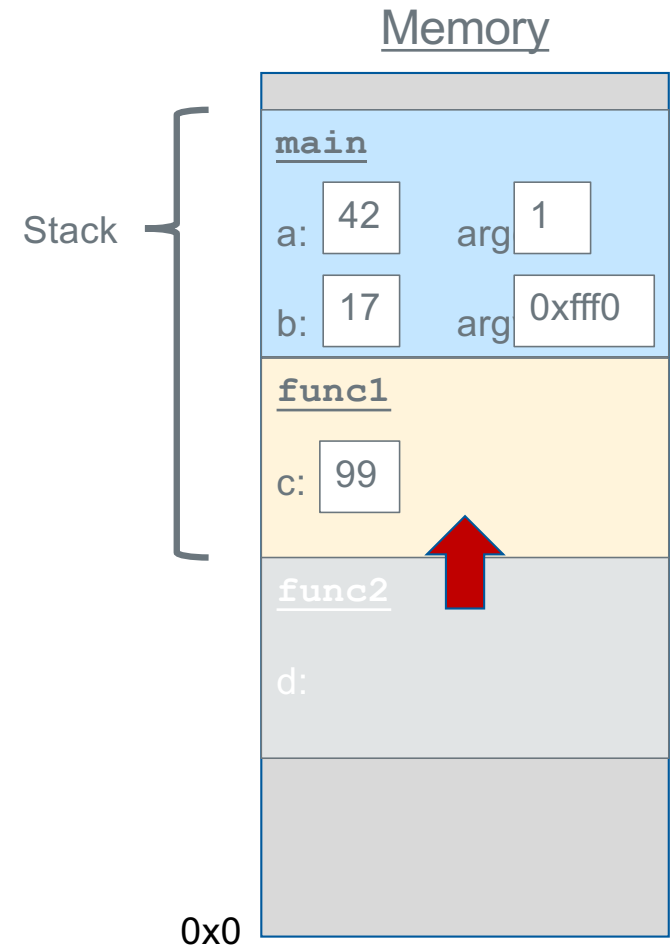 Memory
main
Stack
a: 42 arg 1
b: 17 arg 0xfff0
func1
c: 99
func2
d:
0x0